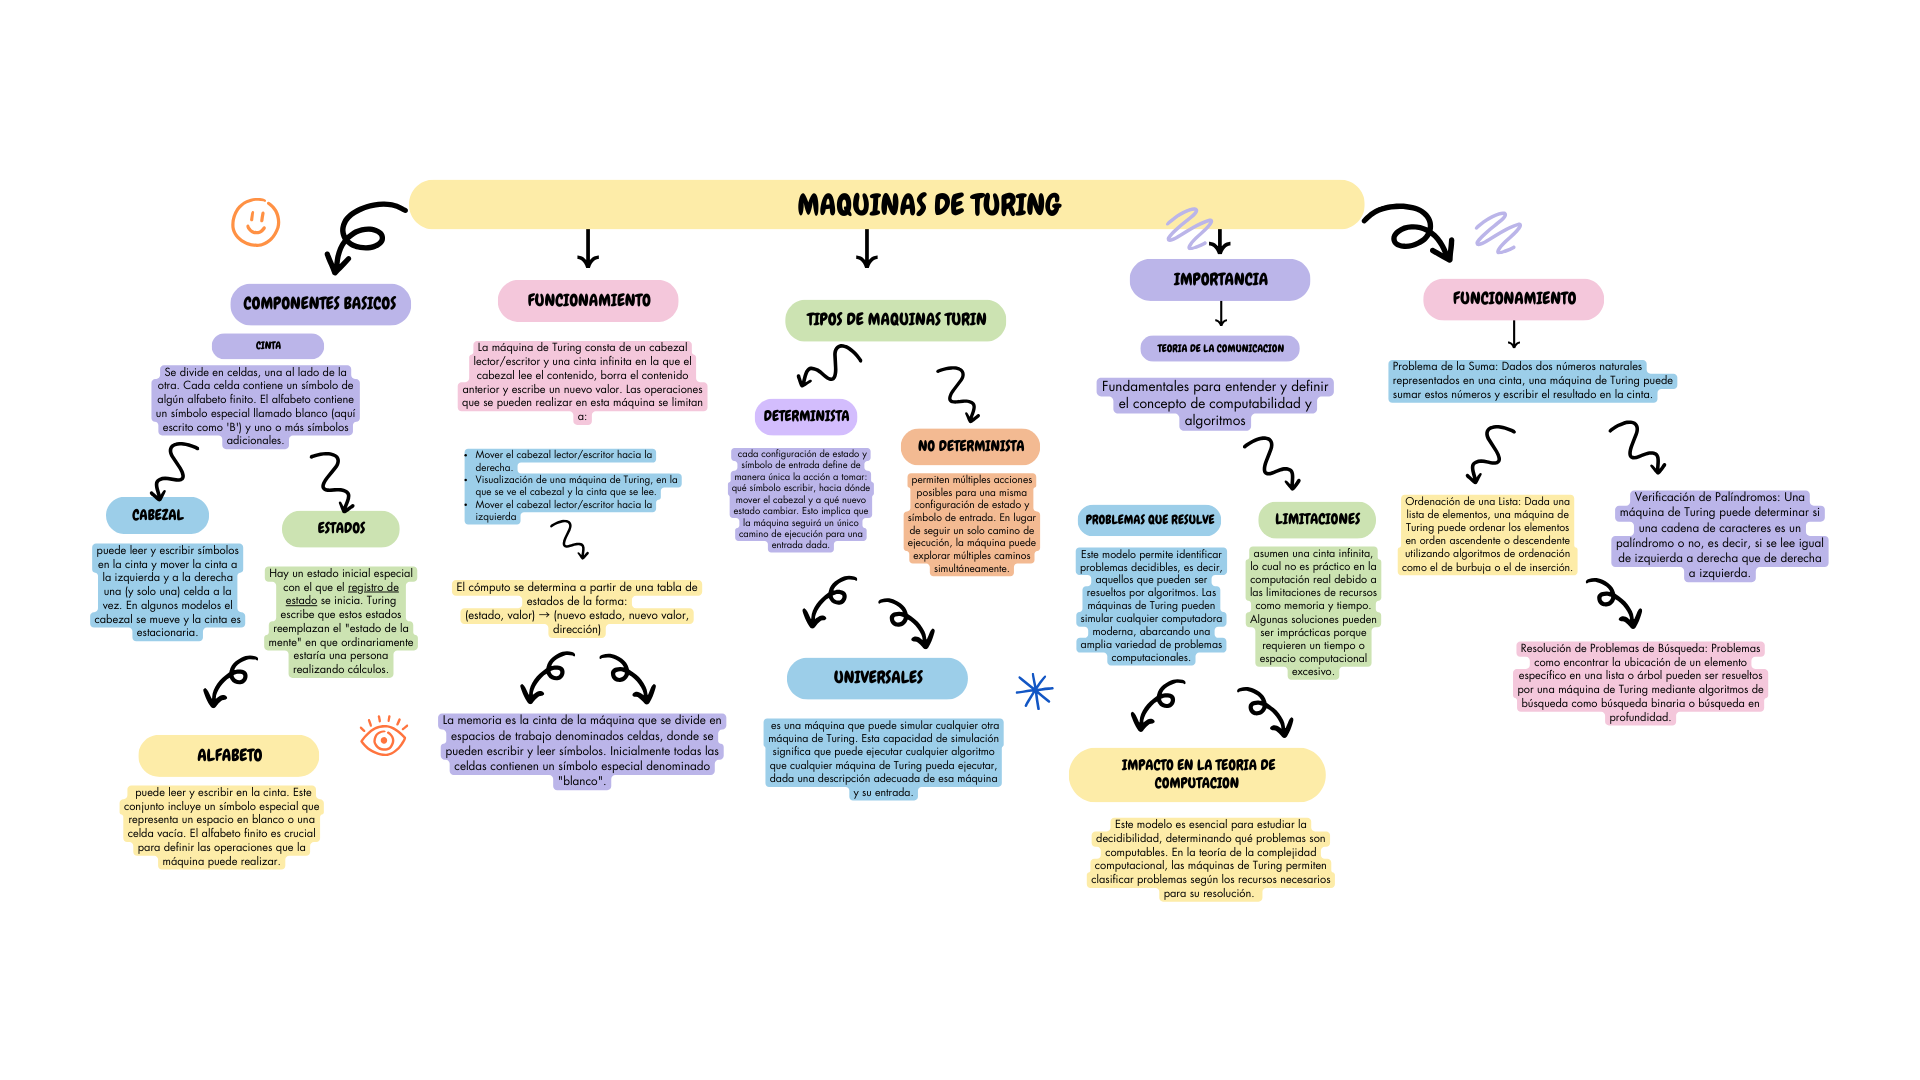 MAQUINAS DE TURING
COMPONENTES BASICOS
CINTA
Se divide en celdas, una al lado de la
otra. Cada celda contiene un símbolo de
algún alfabeto finito. El alfabeto contiene
un símbolo especial llamado blanco (aquí
escrito como 'B') y uno o más símbolos
adicionales.
CABEZAL
puede leer y escribir símbolos
en la cinta y mover la cinta a
la izquierda y a la derecha
una (y solo una) celda a la
vez. En algunos modelos el
cabezal se mueve y la cinta es
estacionaria.
ESTADOS
Hay un estado inicial especial
con el que el registro de
estado se inicia. Turing
escribe que estos estados
reemplazan el "estado de la
mente" en que ordinariamente
estaría una persona
realizando cálculos.
ALFABETO
puede leer y escribir en la cinta. Este
conjunto incluye un símbolo especial que
representa un espacio en blanco o una
celda vacía. El alfabeto finito es crucial
para definir las operaciones que la
máquina puede realizar.
FUNCIONAMIENTO
La máquina de Turing consta de un cabezal
lector/escritor y una cinta infinita en la que el
cabezal lee el contenido, borra el contenido
anterior y escribe un nuevo valor. Las operaciones
que se pueden realizar en esta máquina se limitan
a:
• Mover el cabezal lector/escritor hacia la
derecha.
• Visualización de una máquina de Turing, en la
que se ve el cabezal y la cinta que se lee.
• Mover el cabezal lector/escritor hacia la
izquierda
El cómputo se determina a partir de una tabla de
estados de la forma:
(estado, valor) → (nuevo estado, nuevo valor,
dirección)
La memoria es la cinta de la máquina que se divide en
espacios de trabajo denominados celdas, donde se
pueden escribir y leer símbolos. Inicialmente todas las
celdas contienen un símbolo especial denominado
"blanco".
TIPOS DE MAQUINAS TURIN
DETERMINISTA
cada configuración de estado y
símbolo de entrada define de
manera única la acción a tomar:
qué símbolo escribir, hacia dónde
mover el cabezal y a qué nuevo
estado cambiar. Esto implica que
la máquina seguirá un único
camino de ejecución para una
entrada dada.
NO DETERMINISTA
permiten múltiples acciones
posibles para una misma
configuración de estado y
símbolo de entrada. En lugar
de seguir un solo camino de
ejecución, la máquina puede
explorar múltiples caminos
simultáneamente.
UNIVERSALES
es una máquina que puede simular cualquier otra
máquina de Turing. Esta capacidad de simulación
significa que puede ejecutar cualquier algoritmo
que cualquier máquina de Turing pueda ejecutar,
dada una descripción adecuada de esa máquina
y su entrada.
IMPORTANCIA
TEORIA DE LA COMUNICACION
Fundamentales para entender y definir
el concepto de computabilidad y
algoritmos
PROBLEMAS QUE RESULVE
Este modelo permite identificar
problemas decidibles, es decir,
aquellos que pueden ser
resueltos por algoritmos. Las
máquinas de Turing pueden
simular cualquier computadora
moderna, abarcando una
amplia variedad de problemas
computacionales.
LIMITACIONES
asumen una cinta infinita,
lo cual no es práctico en la
computación real debido a
las limitaciones de recursos
como memoria y tiempo.
Algunas soluciones pueden
ser imprácticas porque
requieren un tiempo o
espacio computacional
excesivo.
IMPACTO EN LA TEORIA DE
COMPUTACION
Este modelo es esencial para estudiar la
decidibilidad, determinando qué problemas son
computables. En la teoría de la complejidad
computacional, las máquinas de Turing permiten
clasificar problemas según los recursos necesarios
para su resolución.
FUNCIONAMIENTO
Problema de la Suma: Dados dos números naturales
representados en una cinta, una máquina de Turing puede
sumar estos números y escribir el resultado en la cinta.
Ordenación de una Lista: Dada una
lista de elementos, una máquina de
Turing puede ordenar los elementos
en orden ascendente o descendente
utilizando algoritmos de ordenación
como el de burbuja o el de inserción.
Verificación de Palíndromos: Una
máquina de Turing puede determinar si
una cadena de caracteres es un
palíndromo o no, es decir, si se lee igual
de izquierda a derecha que de derecha
a izquierda.
Resolución de Problemas de Búsqueda: Problemas
como encontrar la ubicación de un elemento
específico en una lista o árbol pueden ser resueltos
por una máquina de Turing mediante algoritmos de
búsqueda como búsqueda binaria o búsqueda en
profundidad.